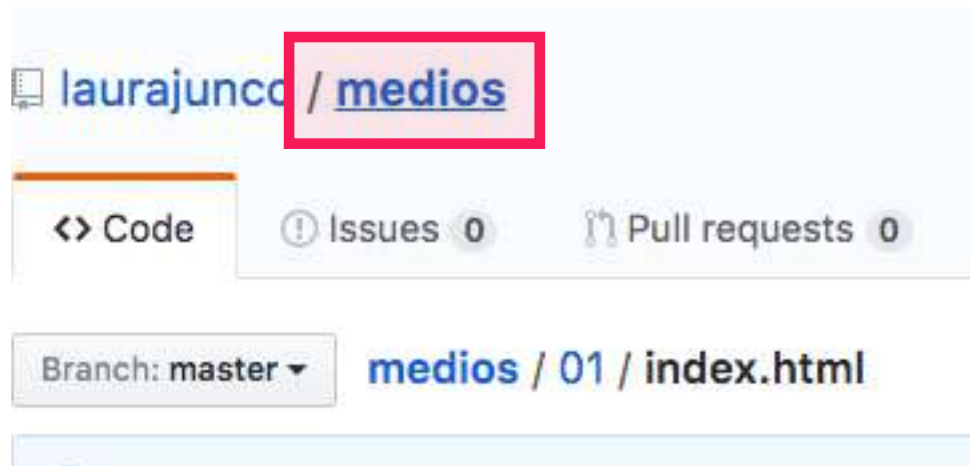 laurajunco / medios
<> Code Issues 0 Pull requests 0
Branch: master medios / 01 / index.html